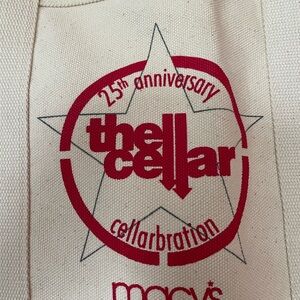 25th anniversary
the
cellar
cellarbration
macy's